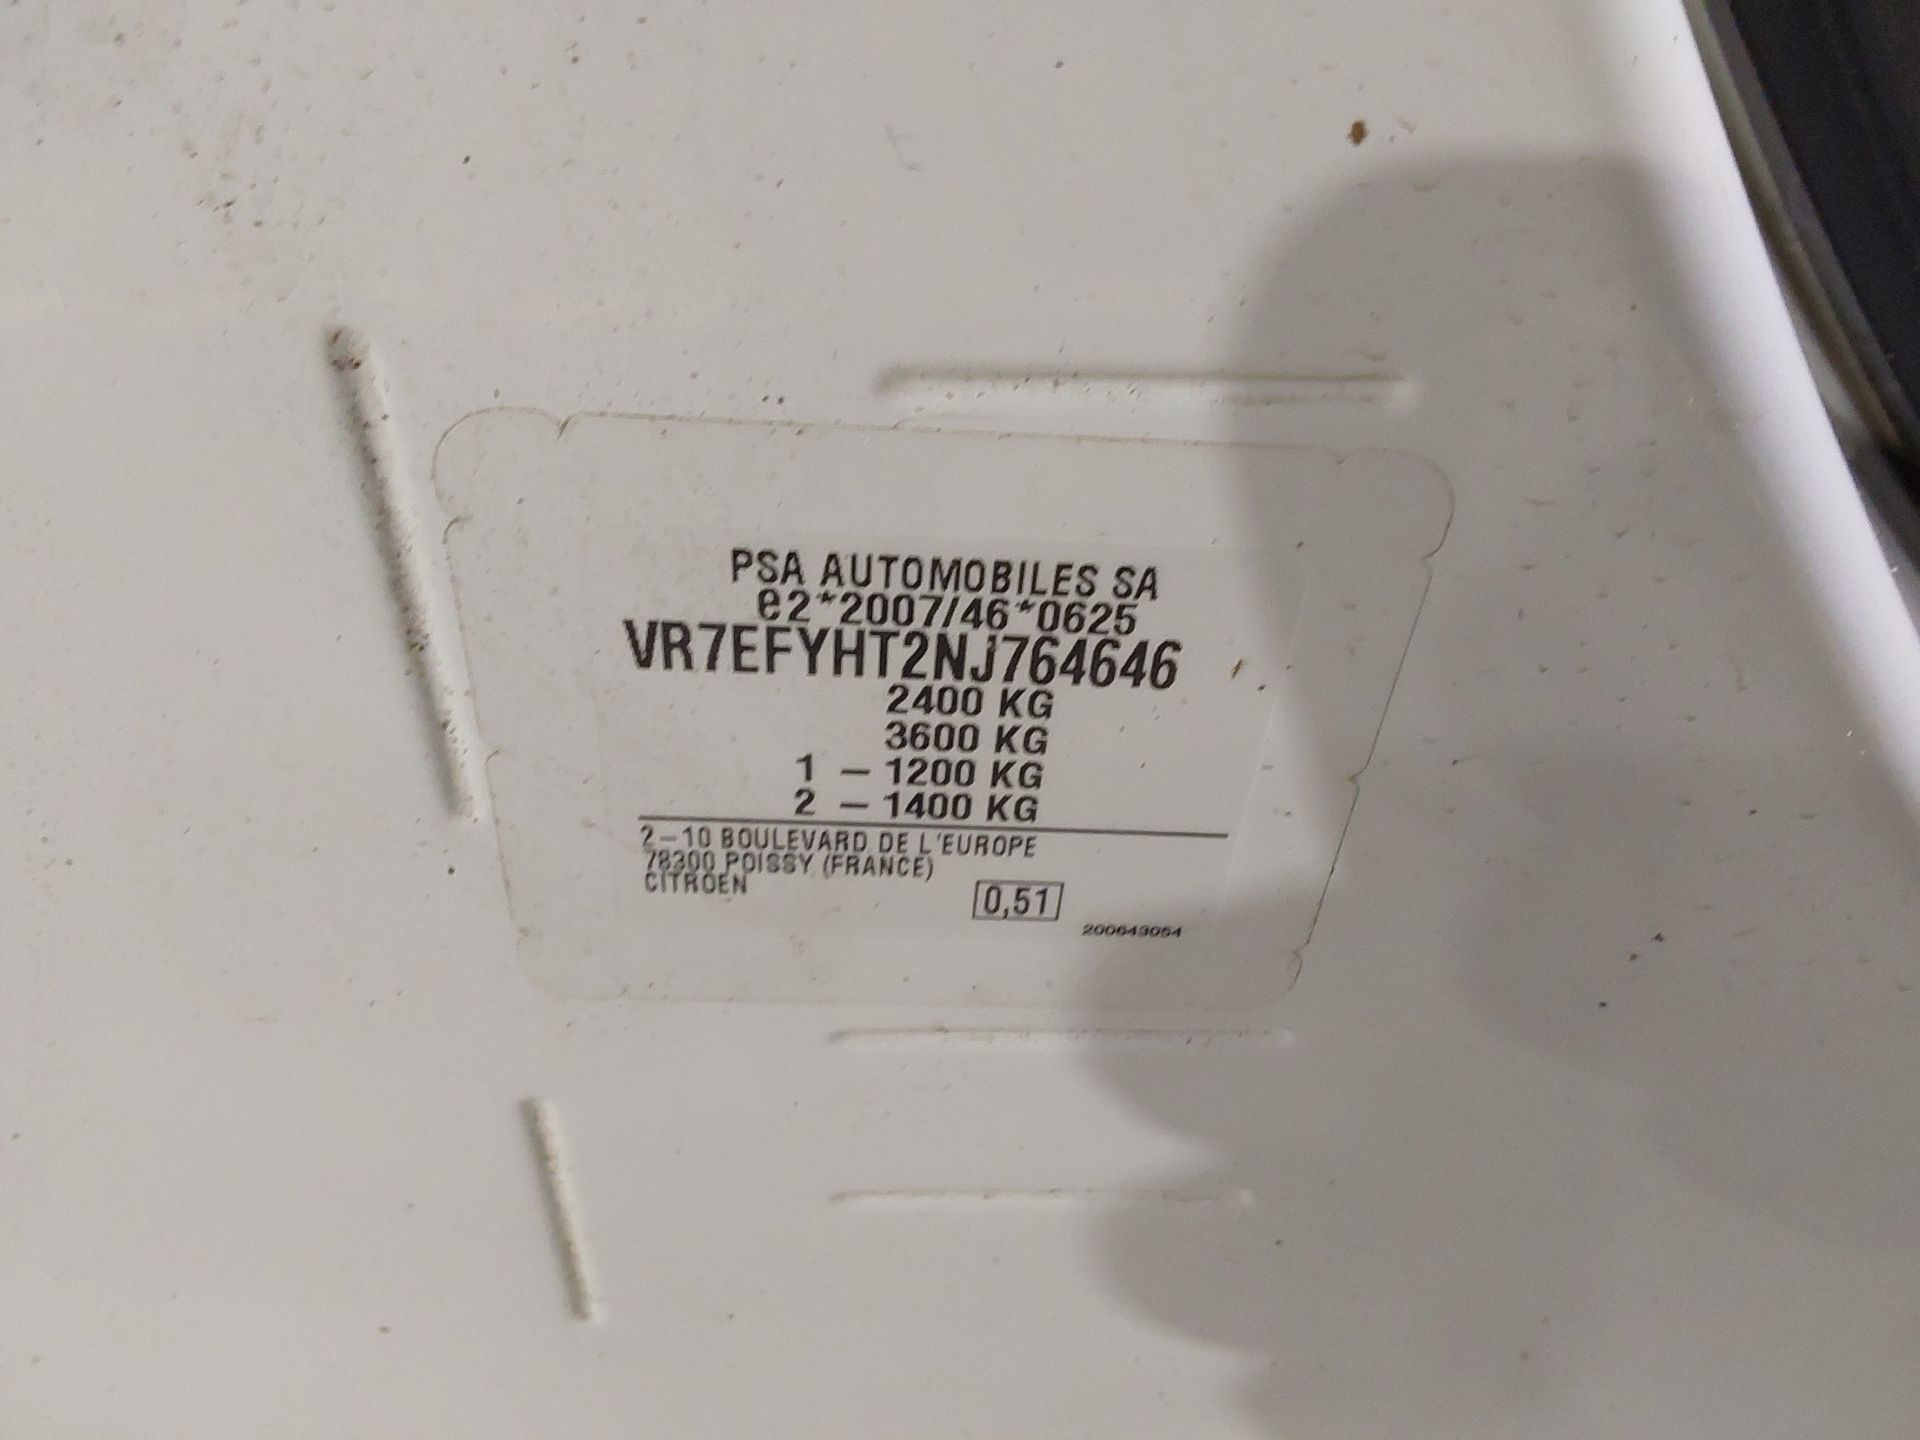 PSA AUTOMOBILES SA
e2*2007/46*0625
VR7EFYHT2NJ764646
2400 KG
3600 KG
1 – 1200 KG
2 – 1400 KG
2–10 BOULEVARD DE L'EUROPE
78300 POISSY (FRANCE)
CITROEN
0,51
200643054